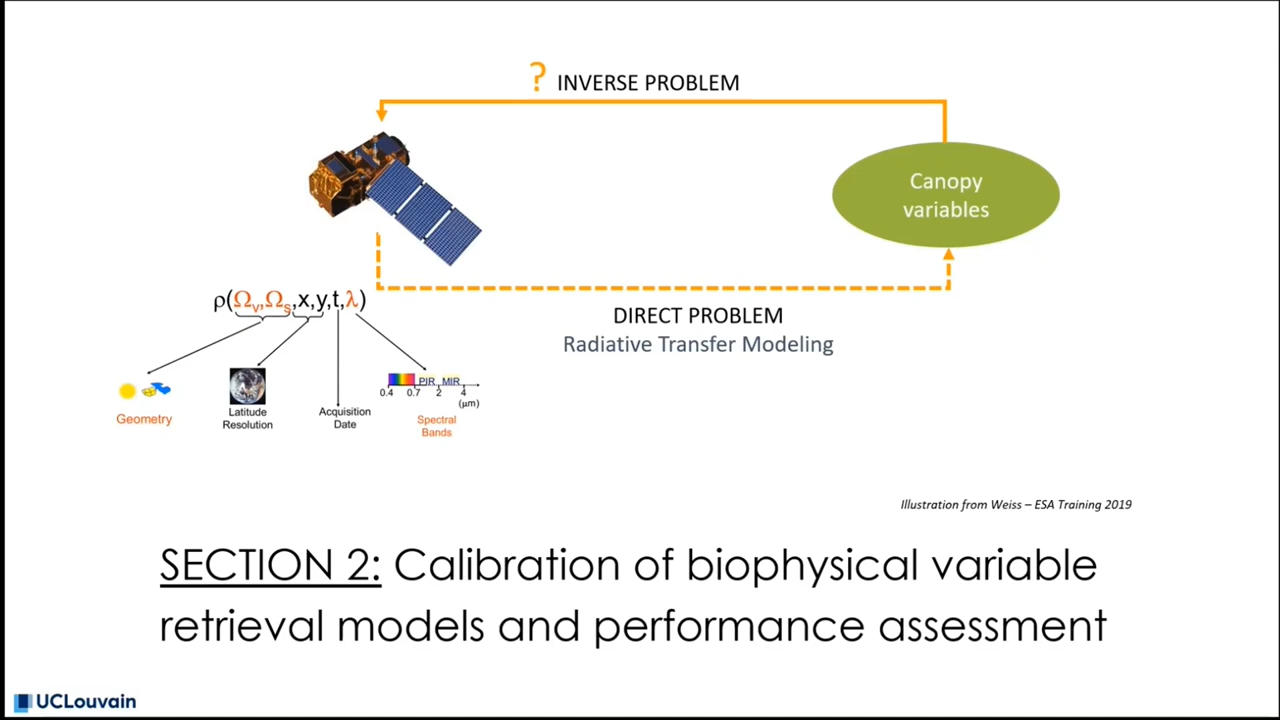 ? INVERSE PROBLEM
Canopy
variables
ρ(Ωv,Ωs,x,y,t,λ)
DIRECT PROBLEM
Radiative Transfer Modeling
PIR MIR
0.4 0.7 2 4
(μm)
Geometry
Latitude
Resolution
Acquisition
Date
Spectral
Bands
Illustration from Weiss – ESA Training 2019
SECTION 2: Calibration of biophysical variable
retrieval models and performance assessment
UCLouvain